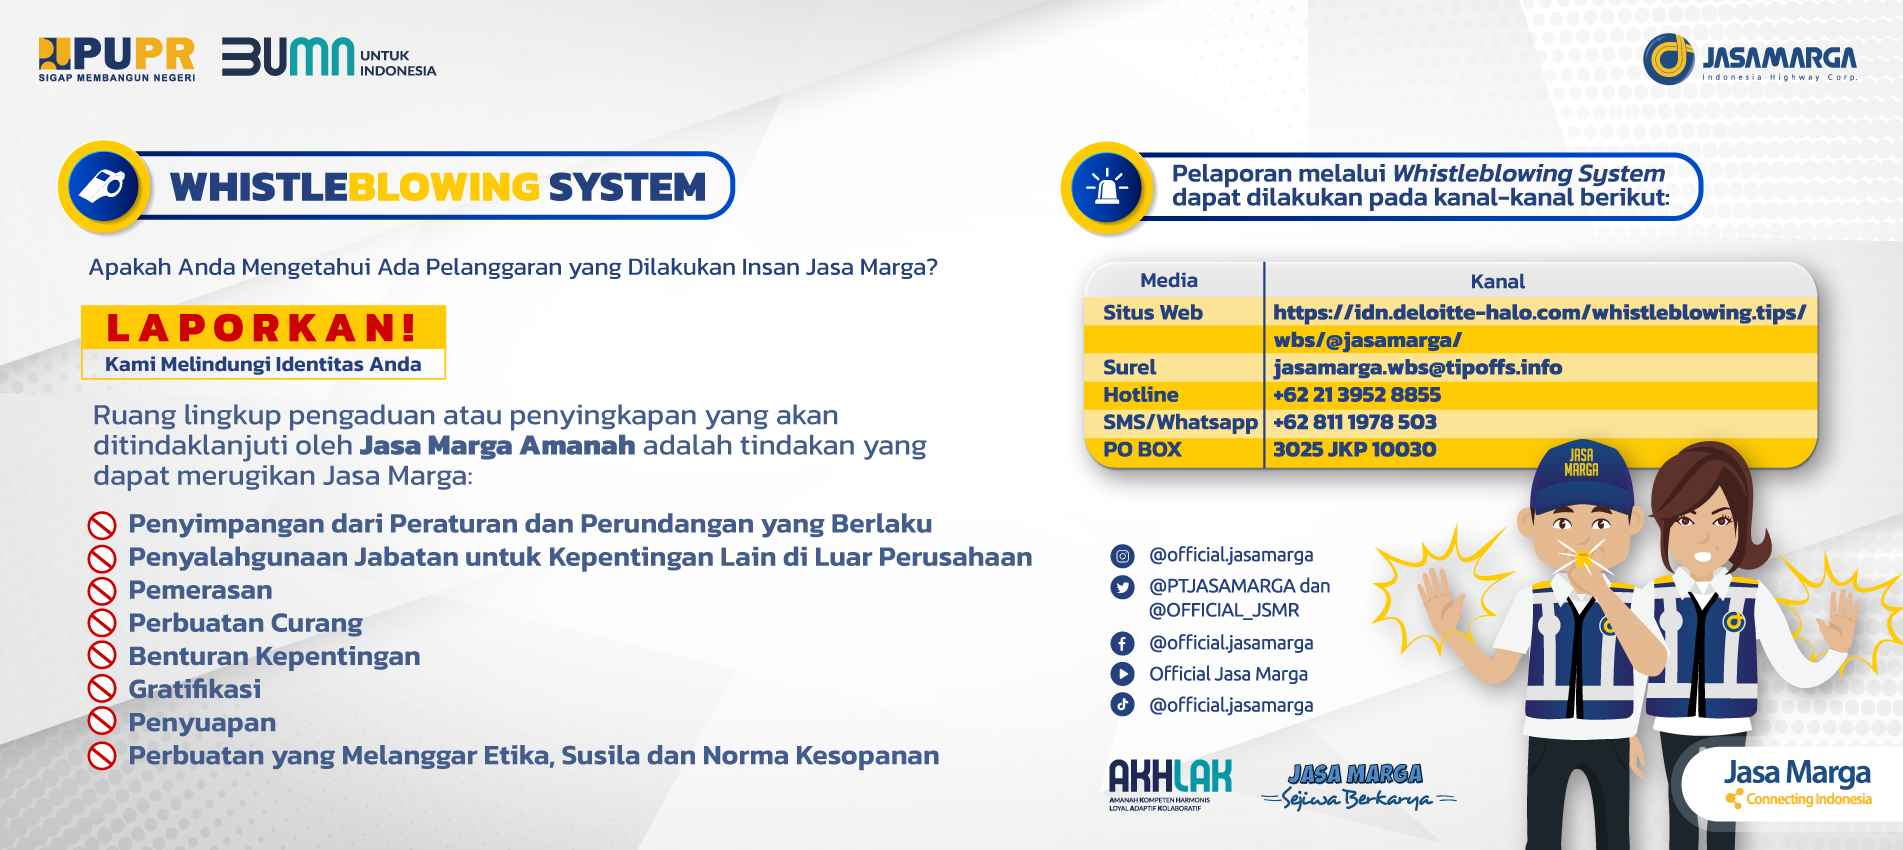 PUPR
SIGAP MEMBANGUN NEGERI
BUMN
UNTUK
INDONESIA
JASAMARGA
Indonesia Highway Corp.
WHISTLEBLOWING SYSTEM
Apakah Anda Mengetahui Ada Pelanggaran yang Dilakukan Insan Jasa Marga?
LAPORKAN!
Kami Melindungi Identitas Anda
Ruang lingkup pengaduan atau penyingkapan yang akan
ditindaklanjuti oleh Jasa Marga Amanah adalah tindakan yang
dapat merugikan Jasa Marga:
Penyimpangan dari Peraturan dan Perundangan yang Berlaku
Penyalahgunaan Jabatan untuk Kepentingan Lain di Luar Perusahaan
Pemerasan
Perbuatan Curang
Benturan Kepentingan
Gratifikasi
Penyuapan
Perbuatan yang Melanggar Etika, Susila dan Norma Kesopanan
Pelaporan melalui Whistleblowing System
dapat dilakukan pada kanal-kanal berikut:
Media Kanal
Situs Web https://idn.deloitte-halo.com/whistleblowing.tips/
wbs/@jasamarga/
Surel jasamarga.wbs@tipoffs.info
Hotline +62 21 3952 8855
SMS/Whatsapp +62 811 1978 503
PO BOX 3025 JKP 10030
JASA
MARGA
@official.jasamarga
@PTJASAMARGA dan
@OFFICIAL_JSMR
@official.jasamarga
Official Jasa Marga
@official.jasamarga
AKHLAK
AMANAH KOMPETEN HARMONIS
LOYAL ADAPTIF KOLABORATIF
JASA MARGA
Sejiwa Berkarya
Jasa Marga
Connecting Indonesia